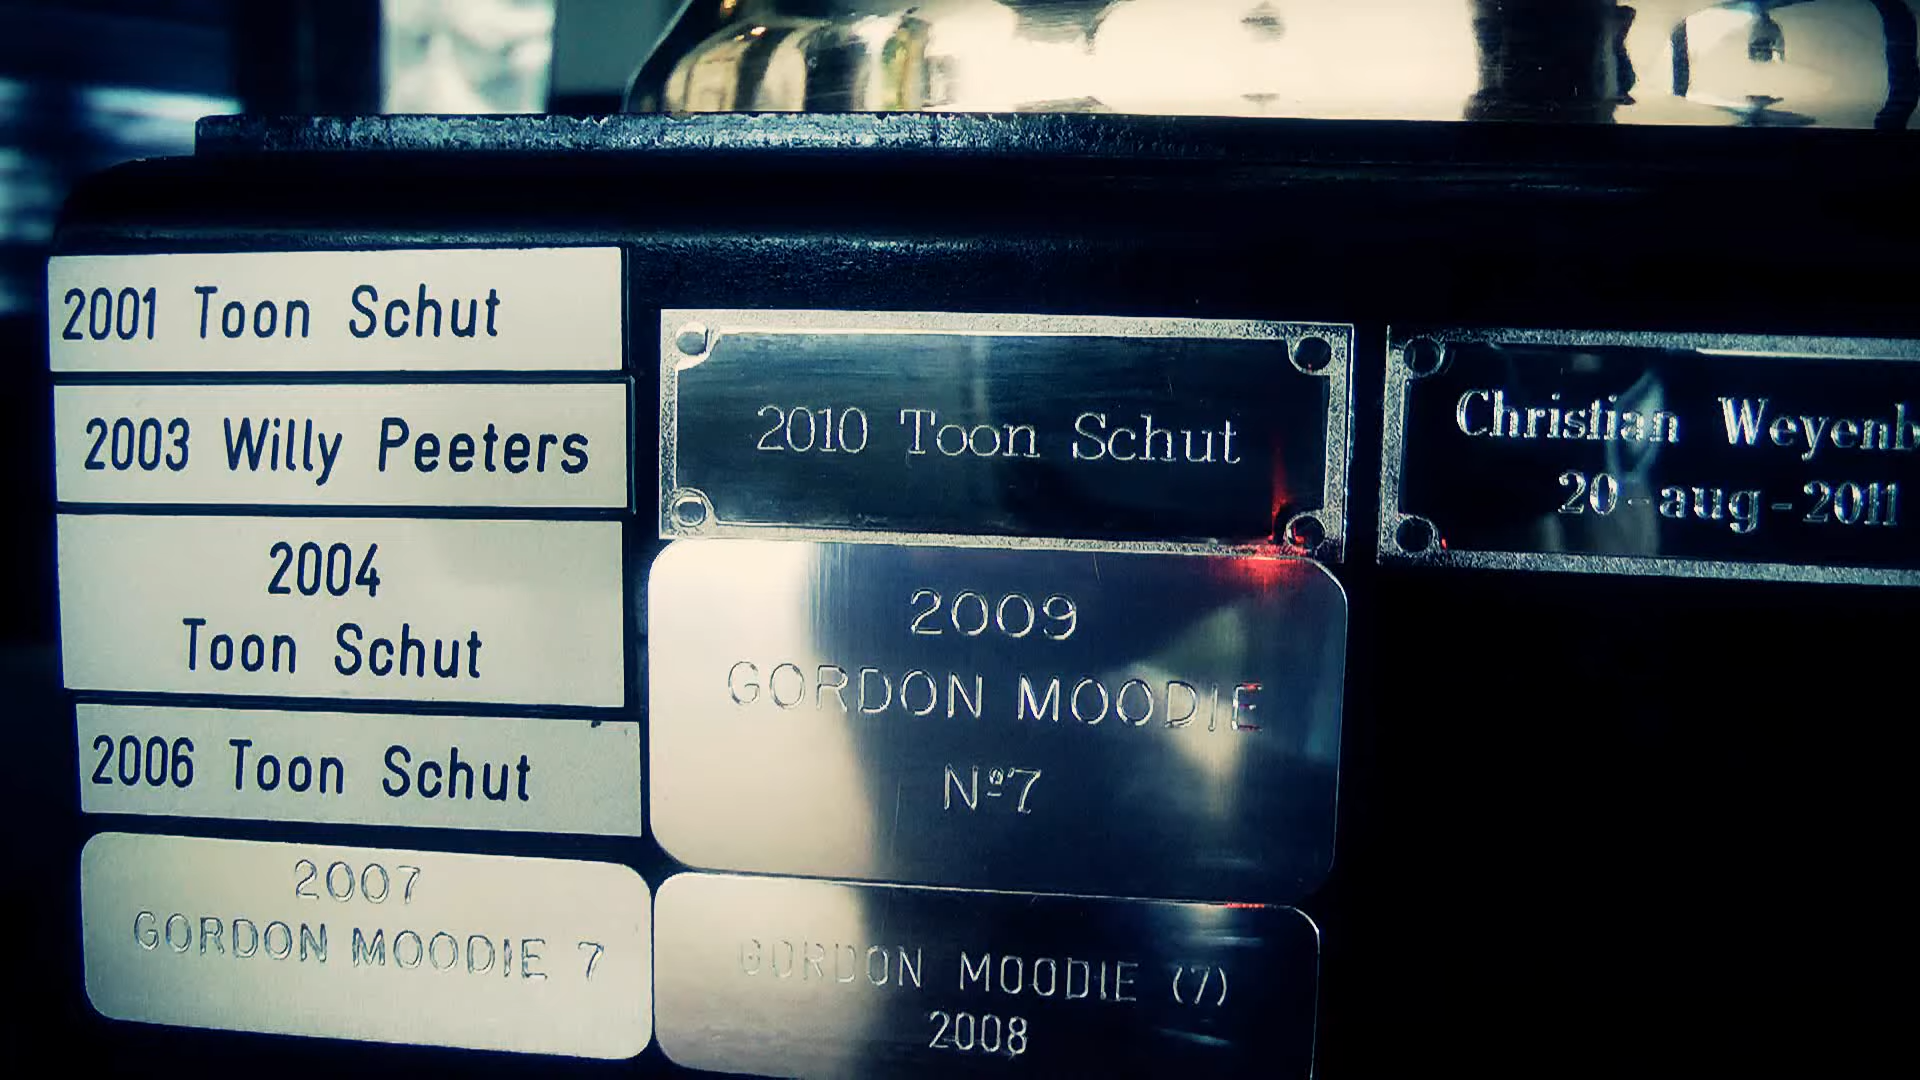 2001 Toon Schut
2003 Willy Peeters
2004
Toon Schut
2006 Toon Schut
2007
GORDON MOODIE 7
2010 Toon Schut
2009
GORDON MOODIE
Nº7
GORDON MOODIE (7)
2008
Christian
20-aug-2011